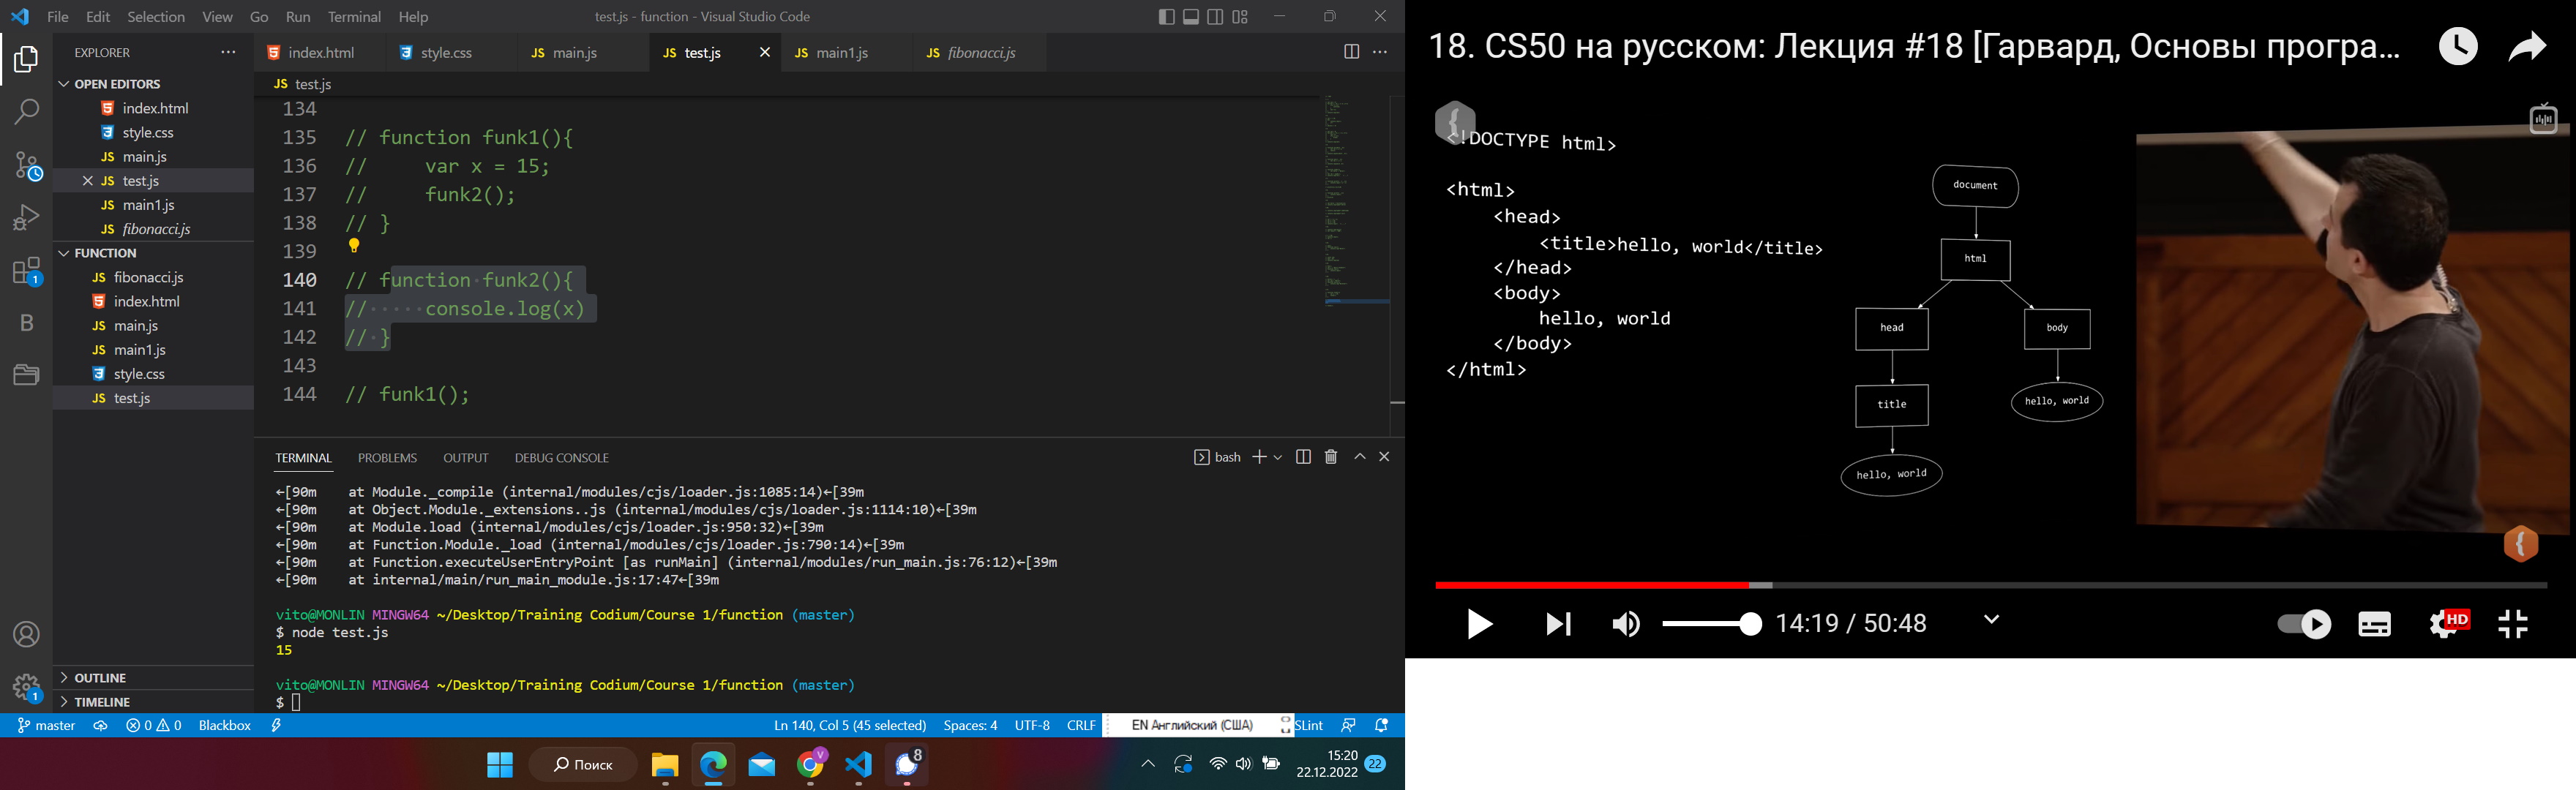 File Edit Selection View Go Run Terminal Help
test.js - function - Visual Studio Code
EXPLORER
OPEN EDITORS
index.html
style.css
JS main.js
JS test.js
JS main1.js
JS fibonacci.js
FUNCTION
JS fibonacci.js
index.html
JS main.js
JS main1.js
style.css
JS test.js
OUTLINE
TIMELINE
index.html
style.css
JS main.js
JS test.js
JS main1.js
JS fibonacci.js
JS test.js
134
135 // function funk1(){
136 //     var x = 15;
137 //     funk2();
138 // }
139
140 // function funk2(){
141 //     console.log(x)
142 // }
143
144 // funk1();
TERMINAL PROBLEMS OUTPUT DEBUG CONSOLE
bash
←[90m    at Module._compile (internal/modules/cjs/loader.js:1085:14)←[39m
←[90m    at Object.Module._extensions..js (internal/modules/cjs/loader.js:1114:10)←[39m
←[90m    at Module.load (internal/modules/cjs/loader.js:950:32)←[39m
←[90m    at Function.Module._load (internal/modules/cjs/loader.js:790:14)←[39m
←[90m    at Function.executeUserEntryPoint [as runMain] (internal/modules/run_main.js:76:12)←[39m
←[90m    at internal/main/run_main_module.js:17:47←[39m
vito@MONLIN MINGW64 ~/Desktop/Training Codium/Course 1/function (master)
$ node test.js
15
vito@MONLIN MINGW64 ~/Desktop/Training Codium/Course 1/function (master)
$
master 0 0 Blackbox
Ln 140, Col 5 (45 selected) Spaces: 4 UTF-8 CRLF EN Английский (США) SLint
Поиск
V
8
15:20
22.12.2022 22
1
1
B
18. CS50 на русском: Лекция #18 [Гарвард, Основы програ...
<!DOCTYPE html>
<html>
<head>
<title>hello, world</title>
</head>
<body>
hello, world
</body>
</html>
document
html
head
body
title
hello, world
hello, world
14:19 / 50:48
HD